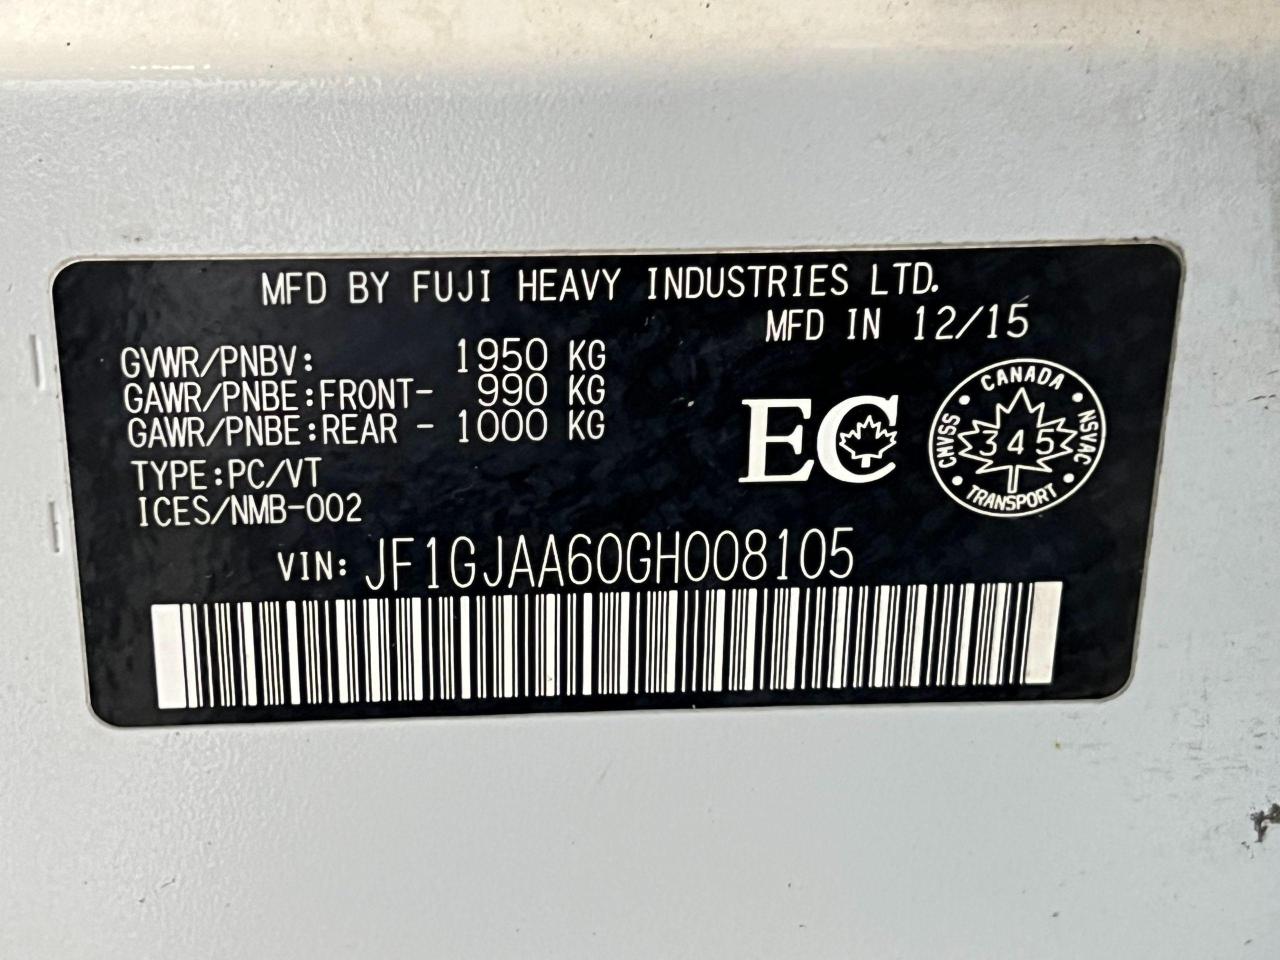 MFD BY FUJI HEAVY INDUSTRIES LTD.
MFD IN 12/15
GVWR/PNBV: 1950 KG
GAWR/PNBE:FRONT- 990 KG
GAWR/PNBE:REAR - 1000 KG
TYPE:PC/VT
ICES/NMB-002
EC
CANADA
CMVSS
345
NSVAC
TRANSPORT
VIN: JF1GJAA60GH008105